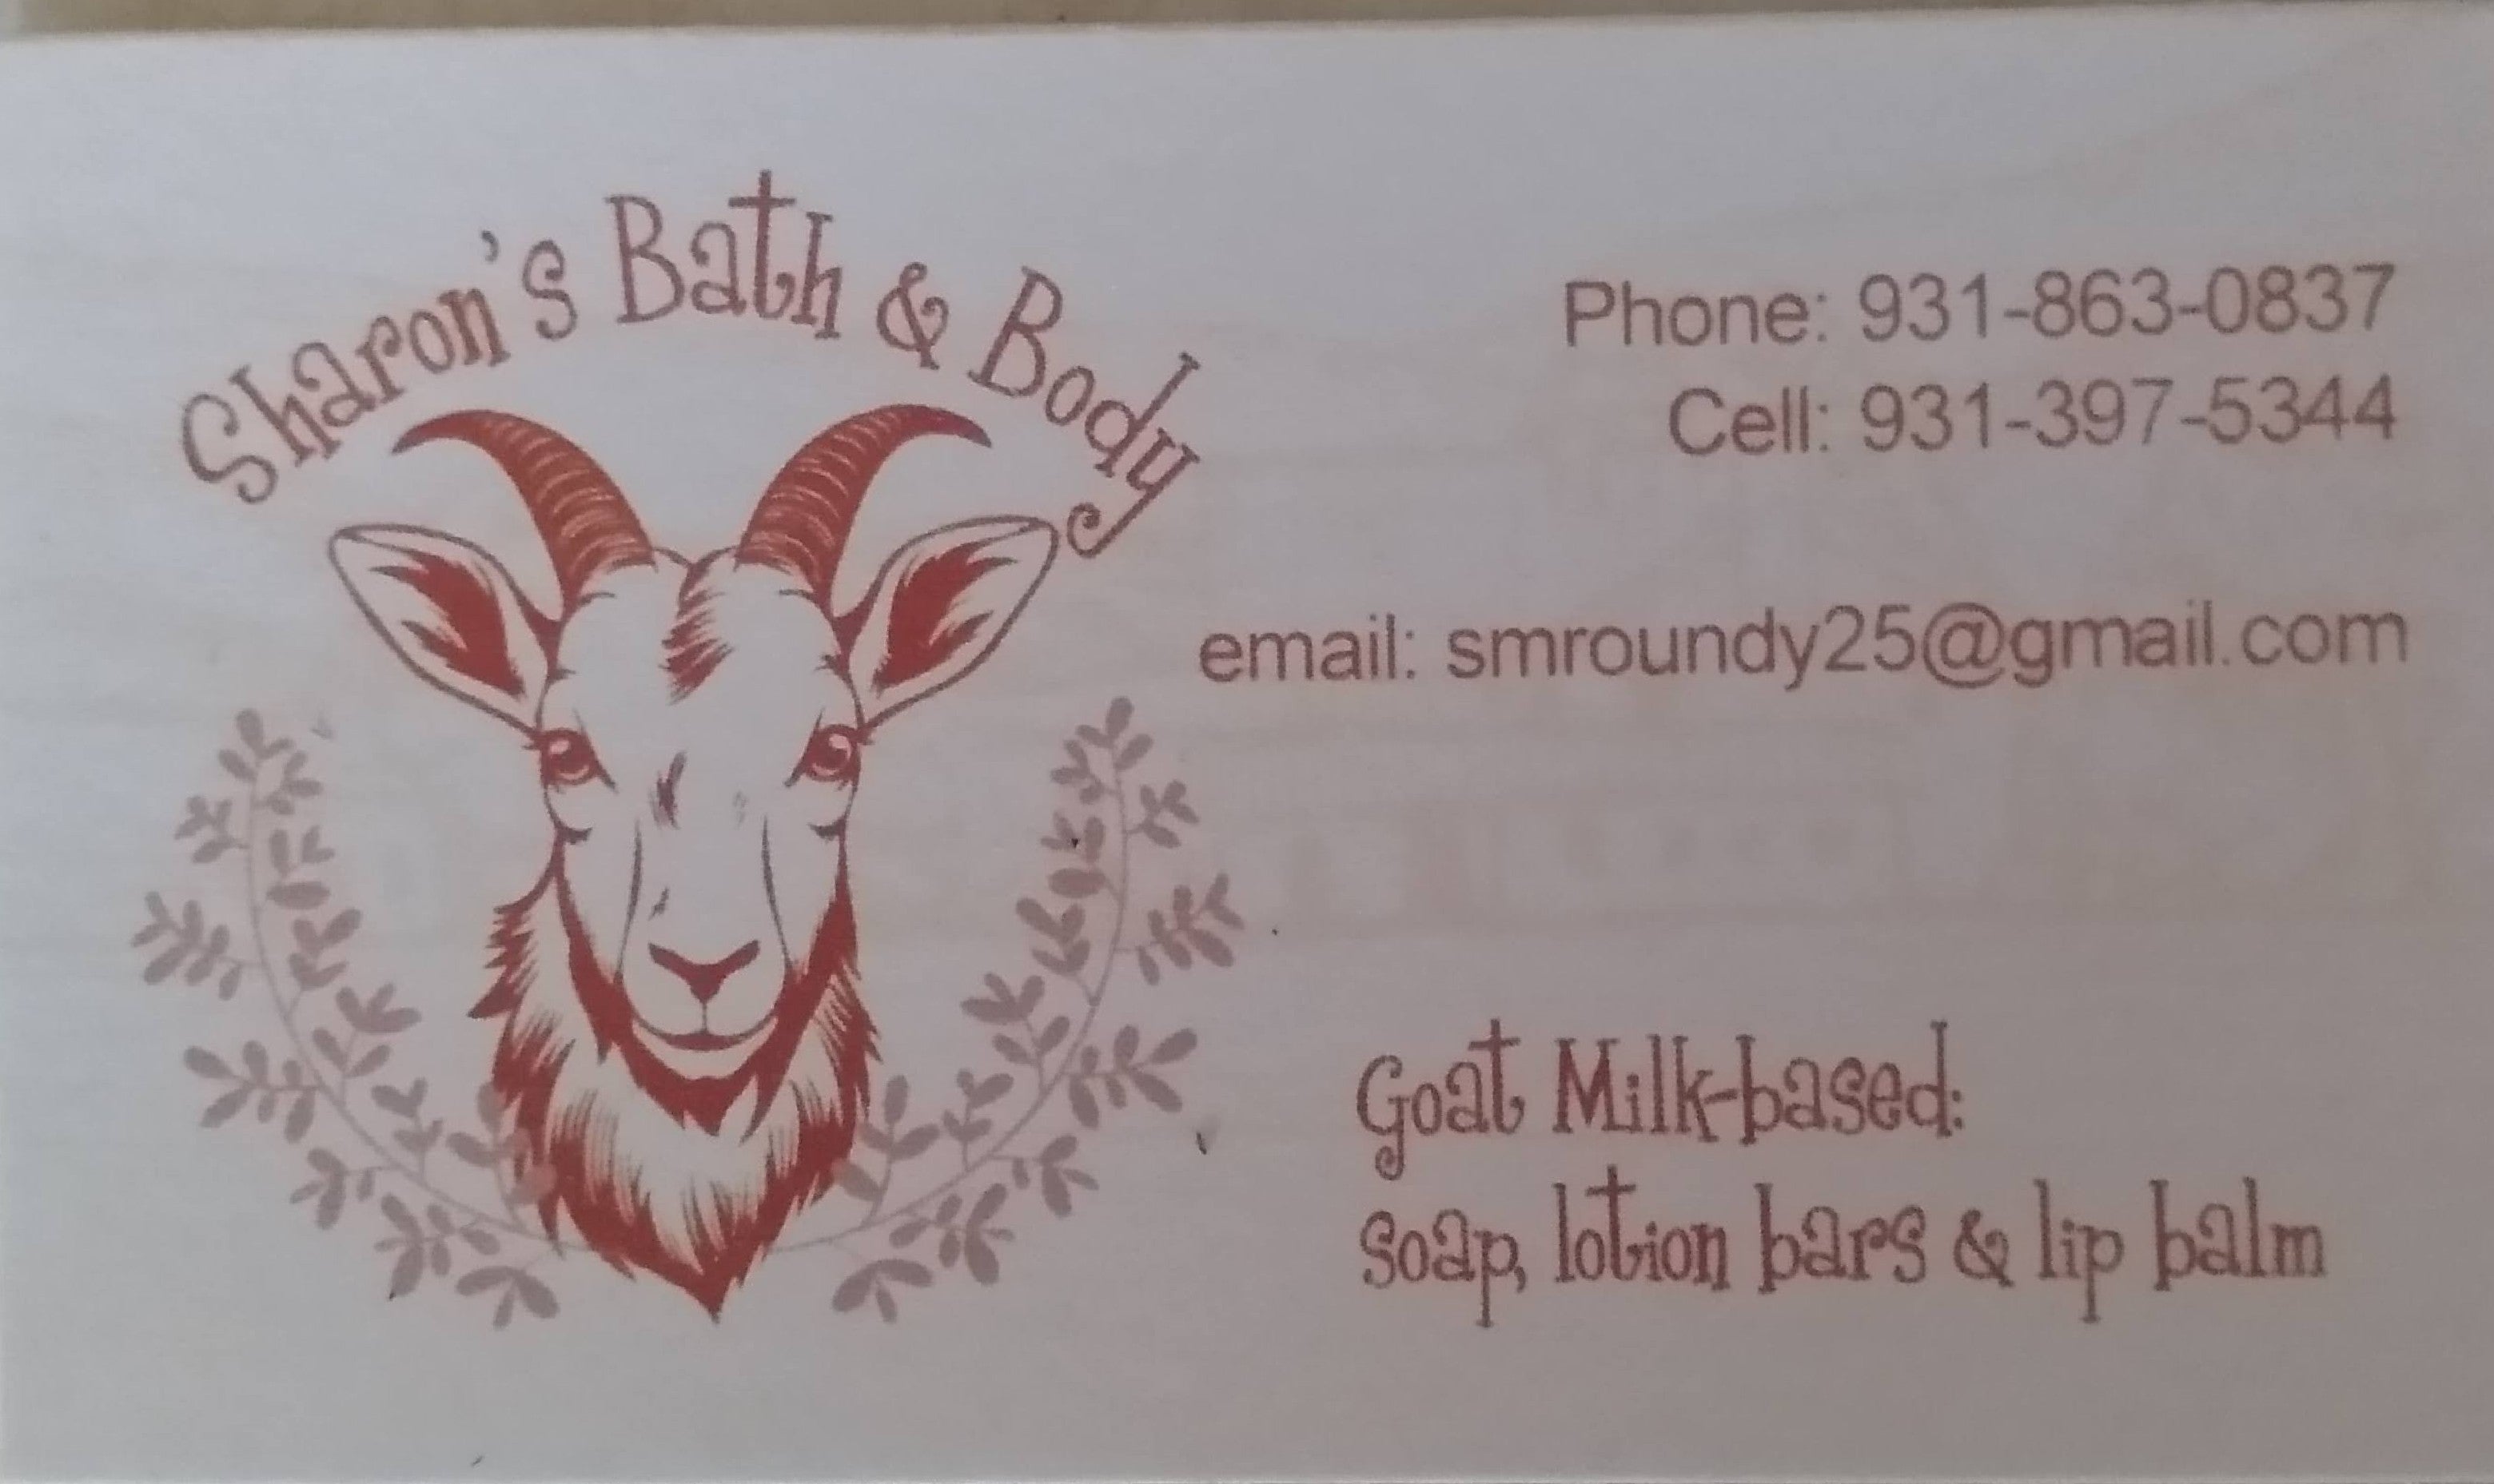 Sharon's Bath & Body
Phone: 931-863-0837
Cell: 931-397-5344
email: smroundy25@gmail.com
Goat Milk-based:
soap, lotion bars & lip balm